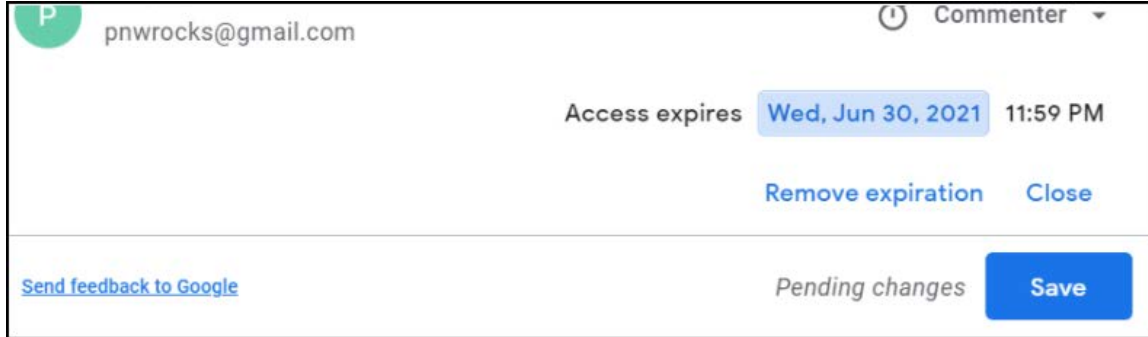 P
Commenter
pnwrocks@gmail.com
Access expires Wed, Jun 30, 2021 11:59 PM
Remove expiration Close
Send feedback to Google Pending changes Save